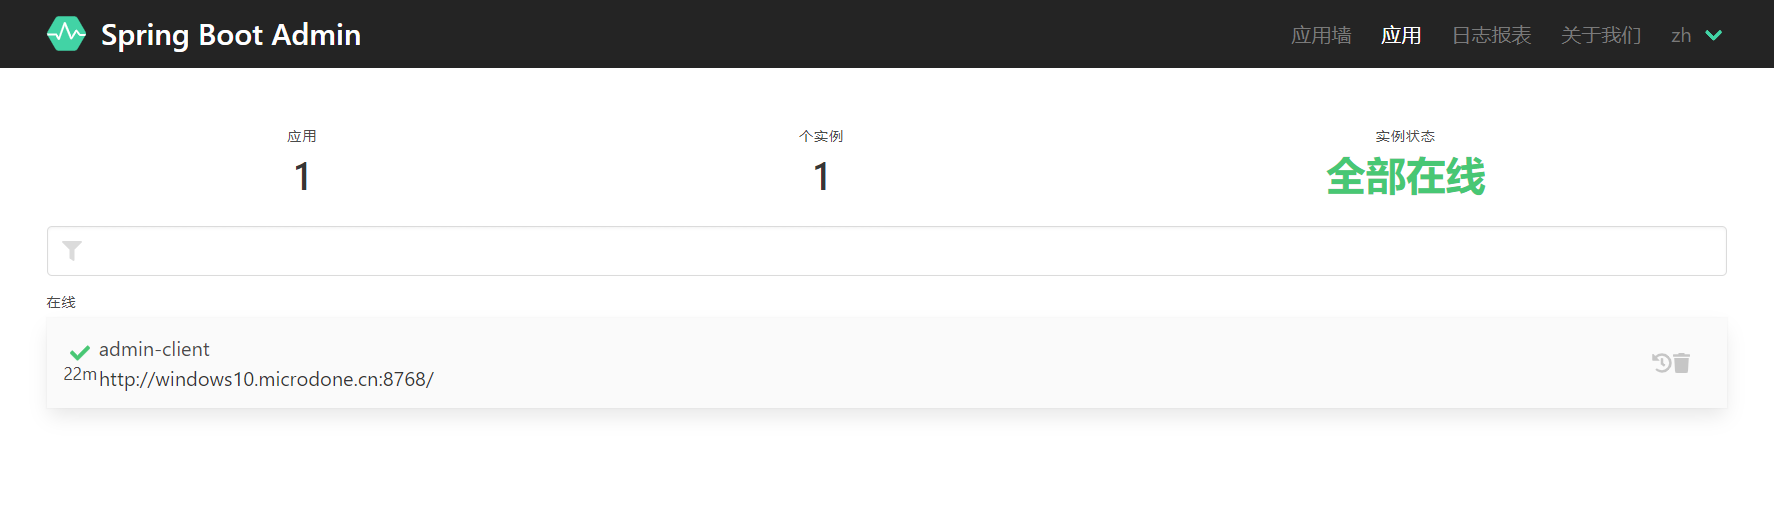 Spring Boot Admin
应用墙 应用 日志报表 关于我们 zh
应用 个实例 实例状态
1 1 全部在线
在线
admin-client
22m http://windows10.microdone.cn:8768/